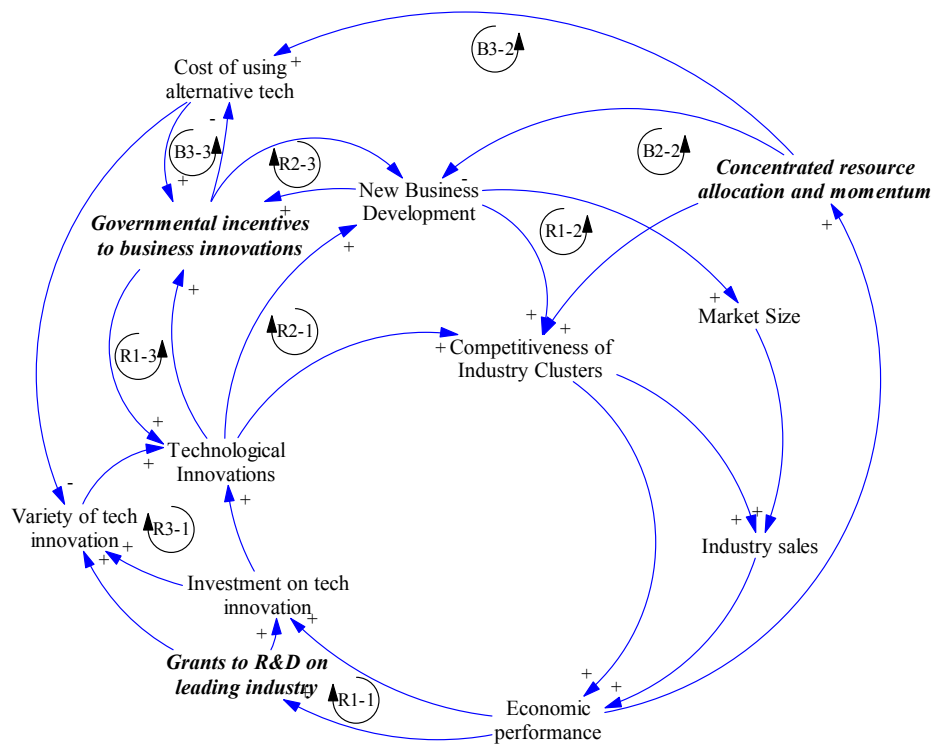 B3-2
+
Cost of using
alternative tech
-
B3-3
+
R2-3
B2-2
-
Concentrated resource
allocation and momentum
+
New Business
Development
+
Governmental incentives
to business innovations
+
+
R1-2
+
Market Size
R2-1
+
+
+
Competitiveness of
Industry Clusters
R1-3
+
Technological
Innovations
+
-
Variety of tech
innovation
R3-1
+
+
+
+
+
Industry sales
Investment on tech
innovation
+
+
Grants to R&D on
leading industry
R1-1
+
+
Economic
performance